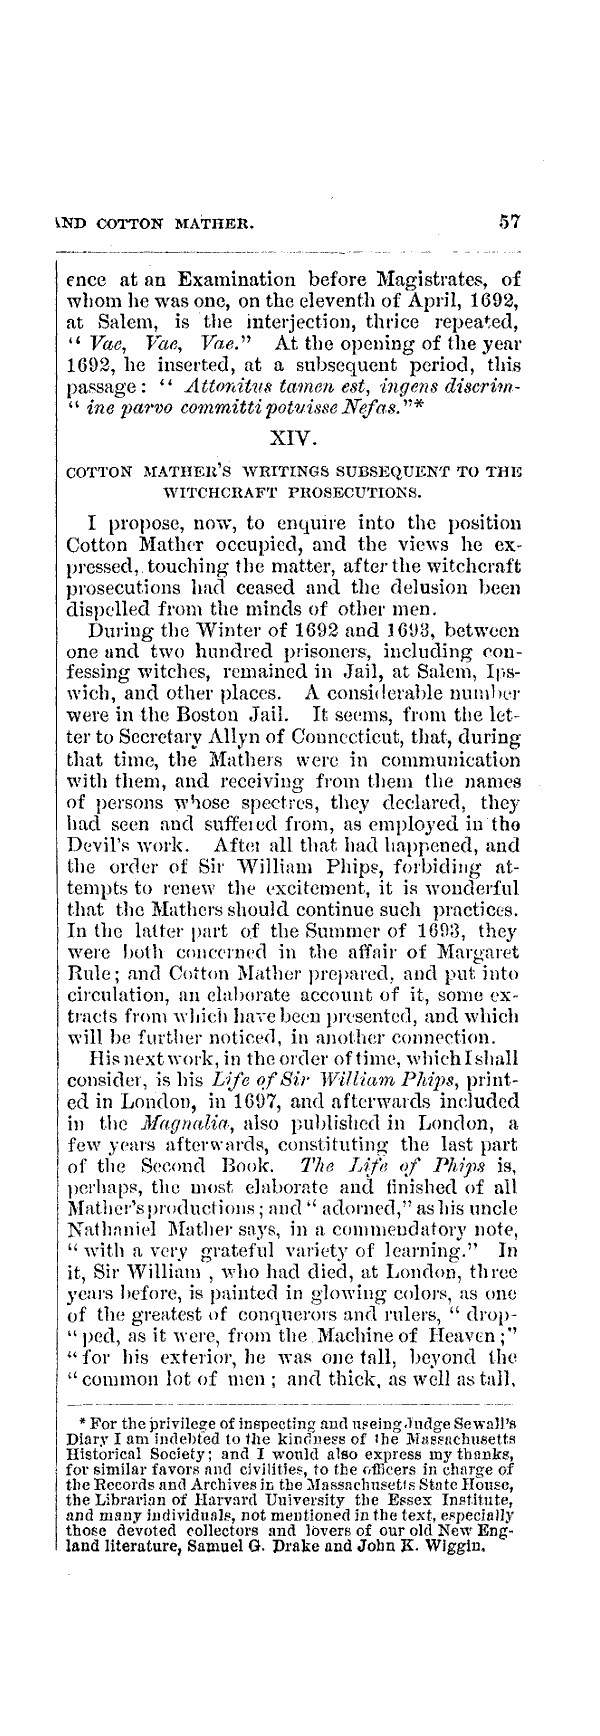 AND COTTON MATHER. 57
ence at an Examination before Magistrates, of
whom he was one, on the eleventh of April, 1692,
at Salem, is the interjection, thrice repeated,
“ Vae, Vae, Vae.” At the opening of the year
1692, he inserted, at a subsequent period, this
passage : “ Attonitus tamen est, ingens discrim-
“ ine parvo committi potuisse Nefas.”*
XIV.
COTTON MATHER'S WRITINGS SUBSEQUENT TO THE
WITCHCRAFT PROSECUTIONS.
I propose, now, to enquire into the position
Cotton Mather occupied, and the views he ex-
pressed, touching the matter, after the witchcraft
prosecutions had ceased and the delusion been
dispelled from the minds of other men.
During the Winter of 1692 and 1693, between
one and two hundred prisoners, including con-
fessing witches, remained in Jail, at Salem, Ips-
wich, and other places. A considerable number
were in the Boston Jail. It seems, from the let-
ter to Secretary Allyn of Connecticut, that, during
that time, the Mathers were in communication
with them, and receiving from them the names
of persons whose spectres, they declared, they
had seen and suffered from, as employed in the
Devil's work. After all that had happened, and
the order of Sir William Phips, forbiding at-
tempts to renew the excitement, it is wonderful
that the Mathers should continue such practices.
In the latter part of the Summer of 1693, they
were both concerned in the affair of Margaret
Rule; and Cotton Mather prepared, and put into
circulation, an elaborate account of it, some ex-
tracts from which have been presented, and which
will be further noticed, in another connection.
His next work, in the order of time, which I shall
consider, is his Life of Sir William Phips, print-
ed in London, in 1697, and afterwards included
in the Magnalia, also published in London, a
few years afterwards, constituting the last part
of the Second Book. The Life of Phips is,
perhaps, the most elaborate and finished of all
Mather's productions; and “ adorned,” as his uncle
Nathaniel Mather says, in a commendatory note,
“ with a very grateful variety of learning.” In
it, Sir William , who had died, at London, three
years before, is painted in glowing colors, as one
of the greatest of conquerors and rulers, “ drop-
“ ped, as it were, from the Machine of Heaven ;”
“ for his exterior, he was one tall, beyond the
“ common lot of men ; and thick, as well as tall,
* For the privilege of inspecting and useing Judge Sewall's
Diary I am indebted to the kindness of the Massachusetts
Historical Society; and I would also express my thanks,
for similar favors and civilities, to the officers in charge of
the Records and Archives in the Massachusetts State House,
the Librarian of Harvard University the Essex Institute,
and many individuals, not mentioned in the text, especially
those devoted collectors and lovers of our old New Eng-
land literature, Samuel G. Drake and John K. Wiggin.